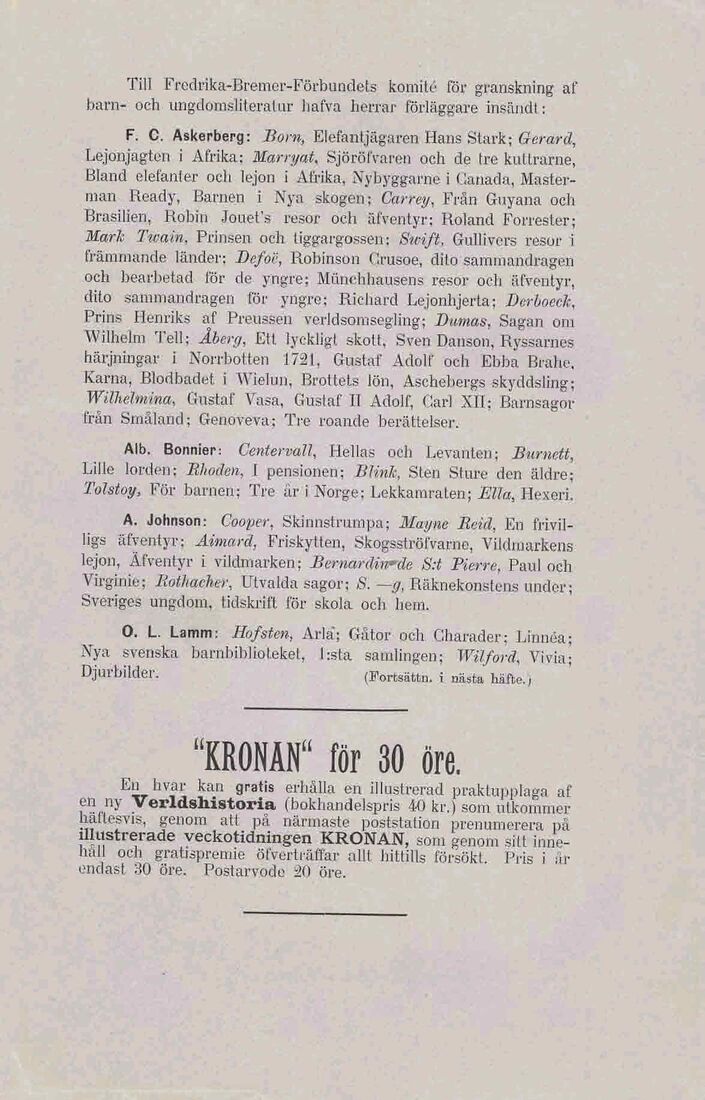 Till Fredrika-Bremer-Förbundets komité för granskning af
barn- och ungdomsliteratur hafva herrar förläggare insändt:
F. C. Askerberg: Born, Elefantjägaren Hans Stark; Gerard,
Lejonjagten i Afrika; Marryat, Sjöröfvaren och de tre kuttrarne,
Bland elefanter och lejon i Afrika, Nybyggarne i Canada, Master-
man Ready, Barnen i Nya skogen; Carrey, Från Guyana och
Brasilien, Robin Jouet's resor och äfventyr; Roland Forrester;
Mark Twain, Prinsen och tiggargossen; Swift, Gullivers resor i
främmande länder; Defoë, Robinson Crusoe, dito sammandragen
och bearbetad för de yngre; Münchhausens resor och äfventyr,
dito sammandragen för yngre; Richard Lejonhjerta; Derboeck,
Prins Henriks af Preussen verldsomsegling; Dumas, Sagan om
Wilhelm Tell; Åberg, Ett lyckligt skott, Sven Danson, Ryssarnes
härjningar i Norrbotten 1721, Gustaf Adolf och Ebba Brahe,
Karna, Blodbadet i Wielun, Brottets lön, Aschebergs skyddsling;
Wilhelmina, Gustaf Vasa, Gustaf II Adolf, Carl XII; Barnsagor
från Småland; Genoveva; Tre roande berättelser.
Alb. Bonnier: Centervall, Hellas och Levanten; Burnett,
Lille lorden; Rhoden, I pensionen; Blink, Sten Sture den äldre;
Tolstoy, För barnen; Tre år i Norge; Lekkamraten; Ella, Hexeri.
A. Johnson: Cooper, Skinnstrumpa; Mayne Reid, En frivil-
ligs äfventyr; Aimard, Friskytten, Skogsströfvarne, Vildmarkens
lejon, Äfventyr i vildmarken; Bernardin de S:t Pierre, Paul och
Virginie; Rothacher, Utvalda sagor; S. —g, Räknekonstens under;
Sveriges ungdom, tidskrift för skola och hem.
O. L. Lamm: Hofsten, Arla; Gåtor och Charader; Linnéa;
Nya svenska barnbiblioteket, 1:sta samlingen; Wilford, Vivia;
Djurbilder.
(Fortsättn. i nästa häfte.)
“KRONAN“ för 30 öre.
En hvar kan gratis erhålla en illustrerad praktupplaga af
en ny Verldshistoria (bokhandelspris 40 kr.) som utkommer
häftesvis, genom att på närmaste poststation prenumerera på
illustrerade veckotidningen KRONAN, som genom sitt inne-
håll och gratispremie öfverträffar allt hittills försökt. Pris i år
endast 30 öre. Postarvode 20 öre.